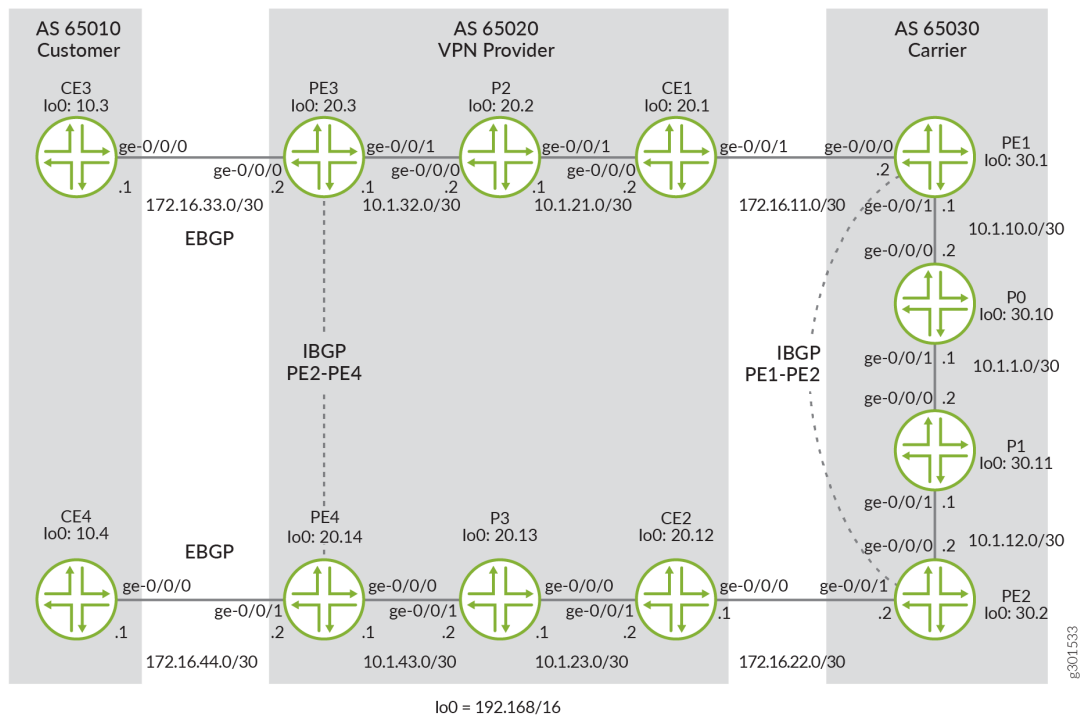 AS 65010
Customer
AS 65020
VPN Provider
AS 65030
Carrier
CE3
lo0: 10.3
PE3
lo0: 20.3
P2
lo0: 20.2
CE1
lo0: 20.1
PE1
lo0: 30.1
ge-0/0/0
ge-0/0/0
ge-0/0/1
ge-0/0/0
ge-0/0/1
ge-0/0/0
ge-0/0/1
ge-0/0/0
.1
.2
.1
.2
.1
.2
.2
172.16.33.0/30
10.1.32.0/30
10.1.21.0/30
172.16.11.0/30
EBGP
ge-0/0/1
.1
10.1.10.0/30
ge-0/0/0
.2
P0
lo0: 30.10
IBGP
PE2-PE4
IBGP
PE1-PE2
ge-0/0/1
.1
10.1.1.0/30
ge-0/0/0
.2
P1
lo0: 30.11
ge-0/0/1
.1
10.1.12.0/30
ge-0/0/0
.2
CE4
lo0: 10.4
EBGP
PE4
lo0: 20.14
P3
lo0: 20.13
CE2
lo0: 20.12
PE2
lo0: 30.2
ge-0/0/0
ge-0/0/1
ge-0/0/0
ge-0/0/1
ge-0/0/0
ge-0/0/1
ge-0/0/0
ge-0/0/1
.1
.2
.1
.2
.1
.2
.1
.2
172.16.44.0/30
10.1.43.0/30
10.1.23.0/30
172.16.22.0/30
lo0 = 192.168/16
g301533